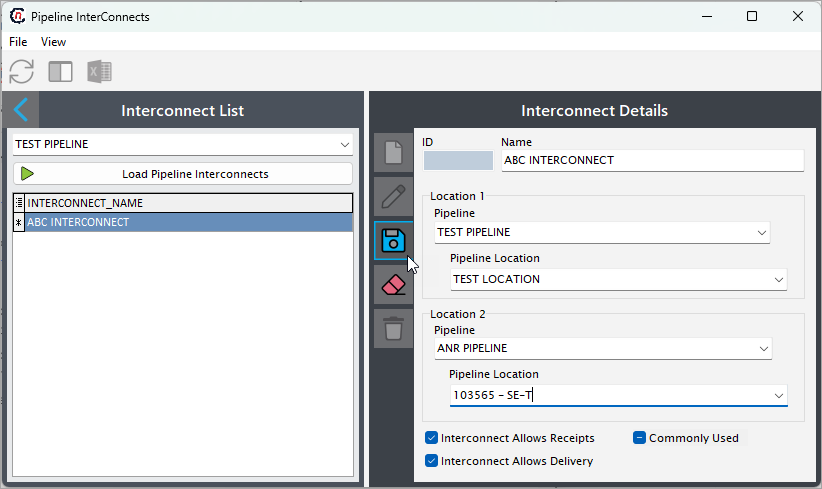 Pipeline InterConnects
File View
Interconnect List
TEST PIPELINE
Load Pipeline Interconnects
INTERCONNECT_NAME
ABC INTERCONNECT
Interconnect Details
ID Name
ABC INTERCONNECT
Location 1
Pipeline
TEST PIPELINE
Pipeline Location
TEST LOCATION
Location 2
Pipeline
ANR PIPELINE
Pipeline Location
103565 - SE-T
Interconnect Allows Receipts Commonly Used
Interconnect Allows Delivery